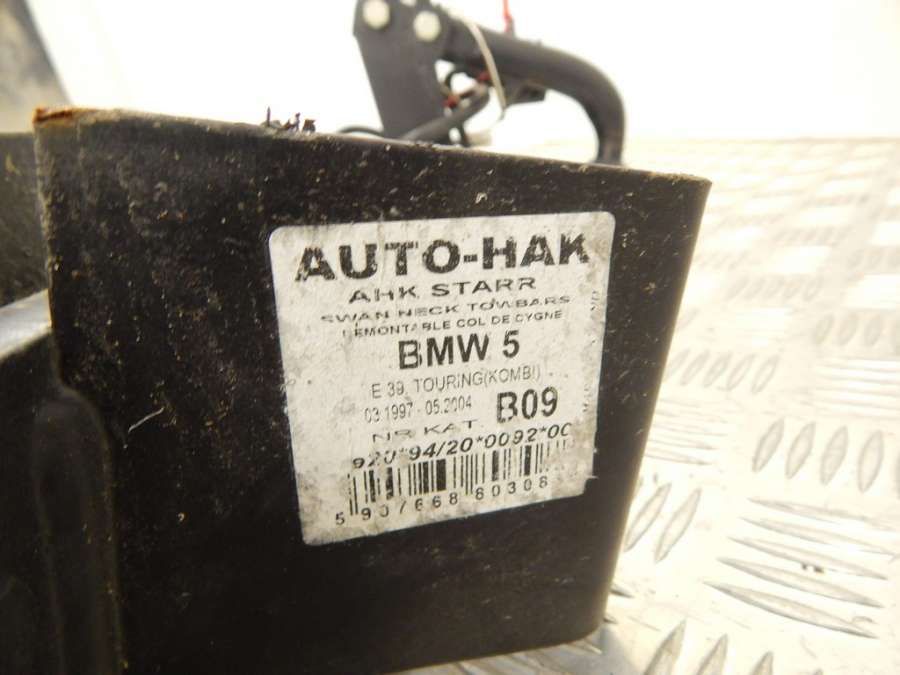 AUTO-HAK
AHK STARR
SWAN NECK TOWBARS
DEMONTABLE COL DE CYGNE
BMW 5
E 39, TOURING(KOMBI)
03.1997 - 05.2004
NR KAT. B09
920*94/20*0092*00
5 907668 80308